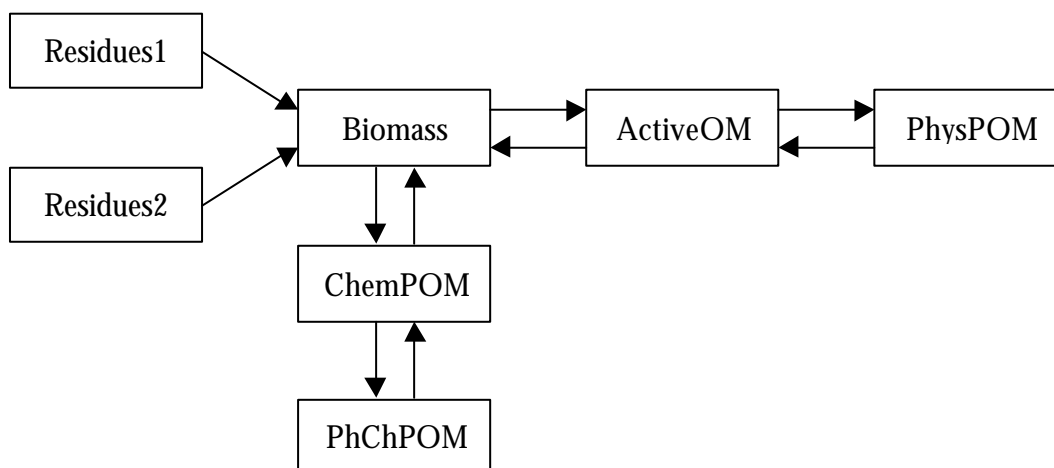 Residues1
Biomass
ActiveOM
PhysPOM
Residues2
ChemPOM
PhChPOM